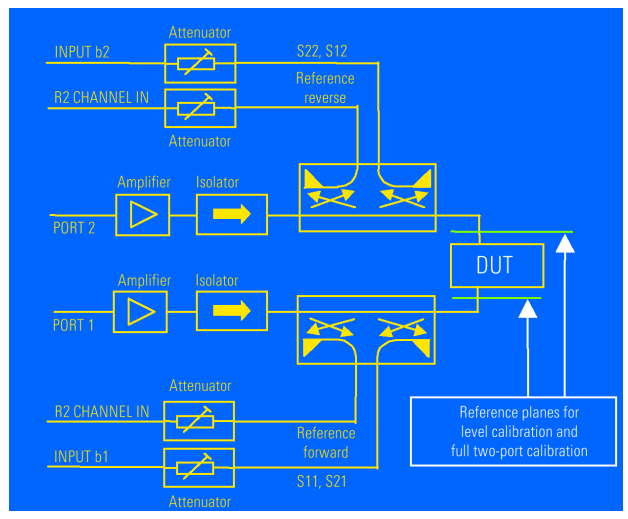 Attenuator
INPUT b2
S22, S12
R2 CHANNEL IN
Reference
reverse
Attenuator
Amplifier
Isolator
PORT 2
DUT
Amplifier
Isolator
PORT 1
Attenuator
R2 CHANNEL IN
Reference
forward
INPUT b1
S11, S21
Attenuator
Reference planes for
level calibration and
full two-port calibration